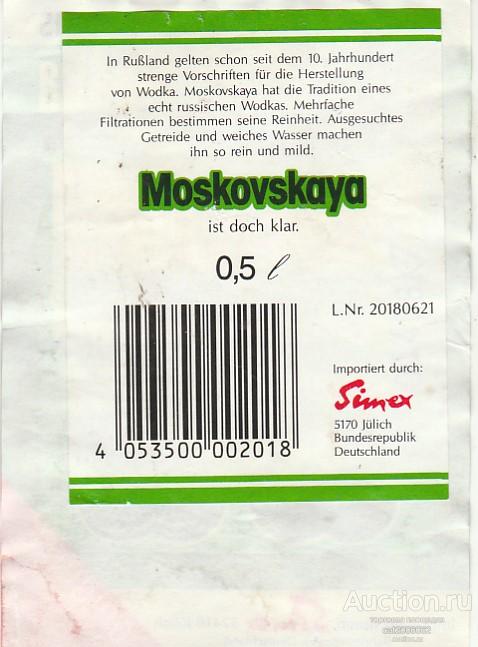 In Rußland gelten schon seit dem 10. Jahrhundert
strenge Vorschriften für die Herstellung
von Wodka. Moskovskaya hat die Tradition eines
echt russischen Wodkas. Mehrfache
Filtrationen bestimmen seine Reinheit. Ausgesuchtes
Getreide und weiches Wasser machen
ihn so rein und mild.
Moskovskaya
ist doch klar.
0,5 l
L.Nr. 20180621
Importiert durch:
Simex
5170 Jülich
Bundesrepublik
Deutschland
4 053500 002018
Auction.ru
торговая площадка